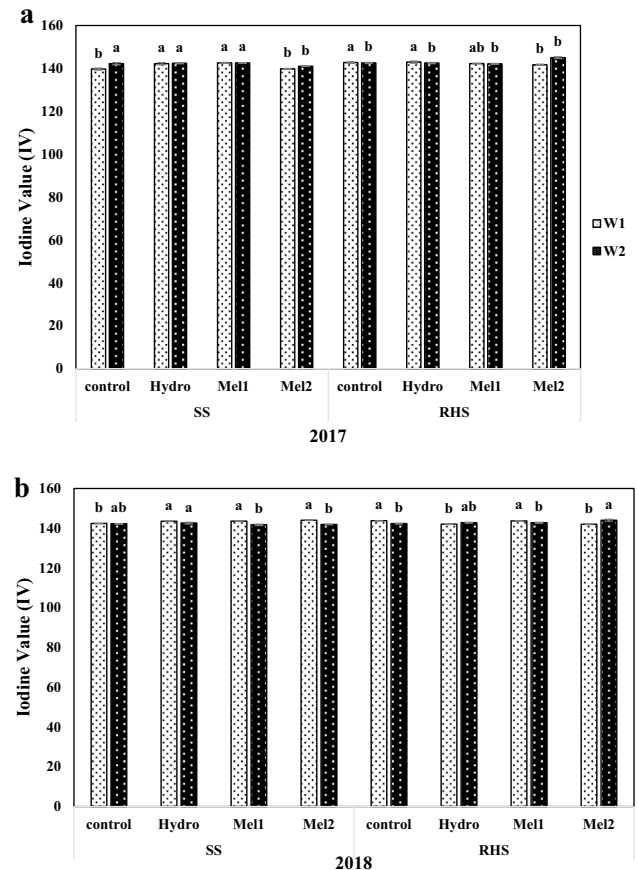 a
160
b a a a a a b b a b a b ab b b b
140
120
100
80
60
40
20
0
Iodine Value (IV)
W1
W2
control Hydro Mel1 Mel2 control Hydro Mel1 Mel2
SS RHS
2017
b
160
b ab a a a b a b a b b ab a b b a
140
120
100
80
60
40
20
0
Iodine Value (IV)
control Hydro Mel1 Mel2 control Hydro Mel1 Mel2
SS RHS
2018